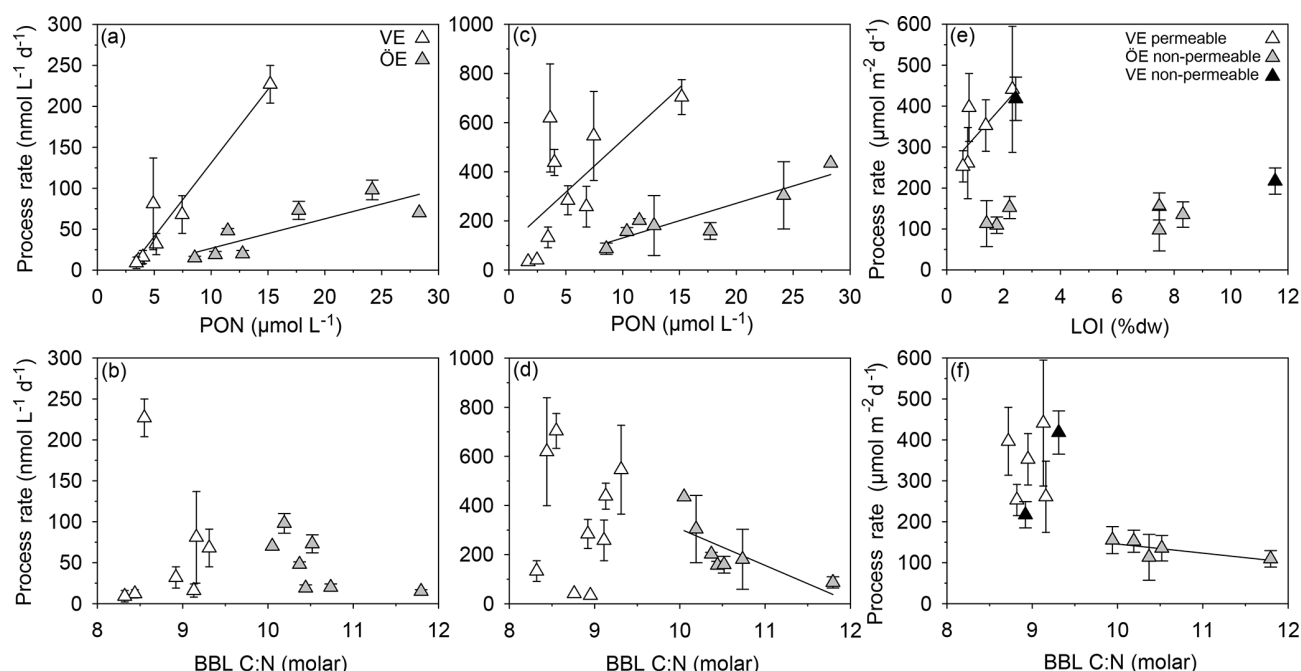 (a)
VE
ÖE
Process rate (nmol L⁻¹ d⁻¹)
300
250
200
150
100
50
0
0 5 10 15 20 25 30
PON (µmol L⁻¹)
(c)
1000
800
600
400
200
0
0 5 10 15 20 25 30
PON (µmol L⁻¹)
(e)
VE permeable
ÖE non-permeable
VE non-permeable
Process rate (µmol m⁻² d⁻¹)
600
500
400
300
200
100
0
0 2 4 6 8 10 12
LOI (%dw)
(b)
Process rate (nmol L⁻¹ d⁻¹)
300
250
200
150
100
50
0
8 9 10 11 12
BBL C:N (molar)
(d)
1000
800
600
400
200
0
8 9 10 11 12
BBL C:N (molar)
(f)
Process rate (µmol m⁻² d⁻¹)
600
500
400
300
200
100
0
8 9 10 11 12
BBL C:N (molar)